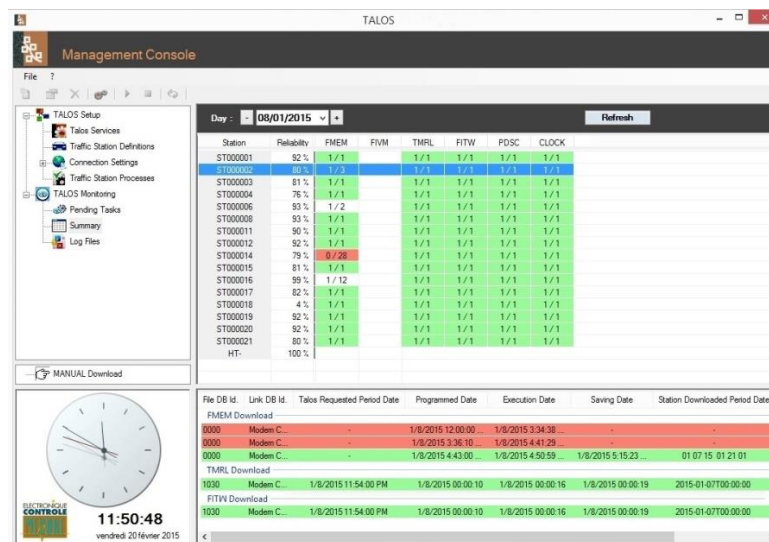 TALOS
Management Console
File ?
TALOS Setup
Talos Services
Traffic Station Definitions
Connection Settings
Traffic Station Processes
TALOS Monitoring
Pending Tasks
Summary
Log Files
MANUAL Download
Day : - 08/01/2015 + Refresh
Station Reliability FMEM FIVM TMRL FITW PDSC CLOCK
ST000001 92 % 1 / 1 1 / 1 1 / 1 1 / 1 1 / 1
ST000002 80 % 1 / 3 1 / 1 1 / 1 1 / 1 1 / 1
ST000003 81 % 1 / 1 1 / 1 1 / 1 1 / 1 1 / 1
ST000004 76 % 1 / 1 1 / 1 1 / 1 1 / 1 1 / 1
ST000006 93 % 1 / 2 1 / 1 1 / 1 1 / 1 1 / 1
ST000008 93 % 1 / 1 1 / 1 1 / 1 1 / 1 1 / 1
ST000011 90 % 1 / 1 1 / 1 1 / 1 1 / 1 1 / 1
ST000012 92 % 1 / 1 1 / 1 1 / 1 1 / 1 1 / 1
ST000014 79 % 0 / 28 1 / 1 1 / 1 1 / 1 1 / 1
ST000015 81 % 1 / 1 1 / 1 1 / 1 1 / 1 1 / 1
ST000016 99 % 1 / 12 1 / 1 1 / 1 1 / 1 1 / 1
ST000017 82 % 1 / 1 1 / 1 1 / 1 1 / 1 1 / 1
ST000018 4 % 1 / 1 1 / 1 1 / 1 1 / 1 1 / 1
ST000019 92 % 1 / 1 1 / 1 1 / 1 1 / 1 1 / 1
ST000020 92 % 1 / 1 1 / 1 1 / 1 1 / 1 1 / 1
ST000021 80 % 1 / 1 1 / 1 1 / 1 1 / 1 1 / 1
HT- 100 %
File DB Id. Link DB Id. Talos Requested Period Date Programmed Date Execution Date Saving Date Station Downloaded Period Date
FMEM Download
0000 Modem C... - 1/8/2015 12:00:00 ... 1/8/2015 3:34:38 ... - -
0000 Modem C... - 1/8/2015 3:36:10 ... 1/8/2015 4:41:29 ... - -
0000 Modem C... - 1/8/2015 4:43:00 ... 1/8/2015 4:50:59 ... 1/8/2015 5:15:23 ... 01 07 15 01 21 01
TMRL Download
1030 Modem C... 1/8/2015 11:54:00 PM 1/8/2015 00:00:10 1/8/2015 00:00:16 1/8/2015 00:00:19 2015-01-07T00:00:00
FITW Download
1030 Modem C... 1/8/2015 11:54:00 PM 1/8/2015 00:00:10 1/8/2015 00:00:16 1/8/2015 00:00:19 2015-01-07T00:00:00
ELECTRONIQUE
CONTROLE
11:50:48
vendredi 20 février 2015